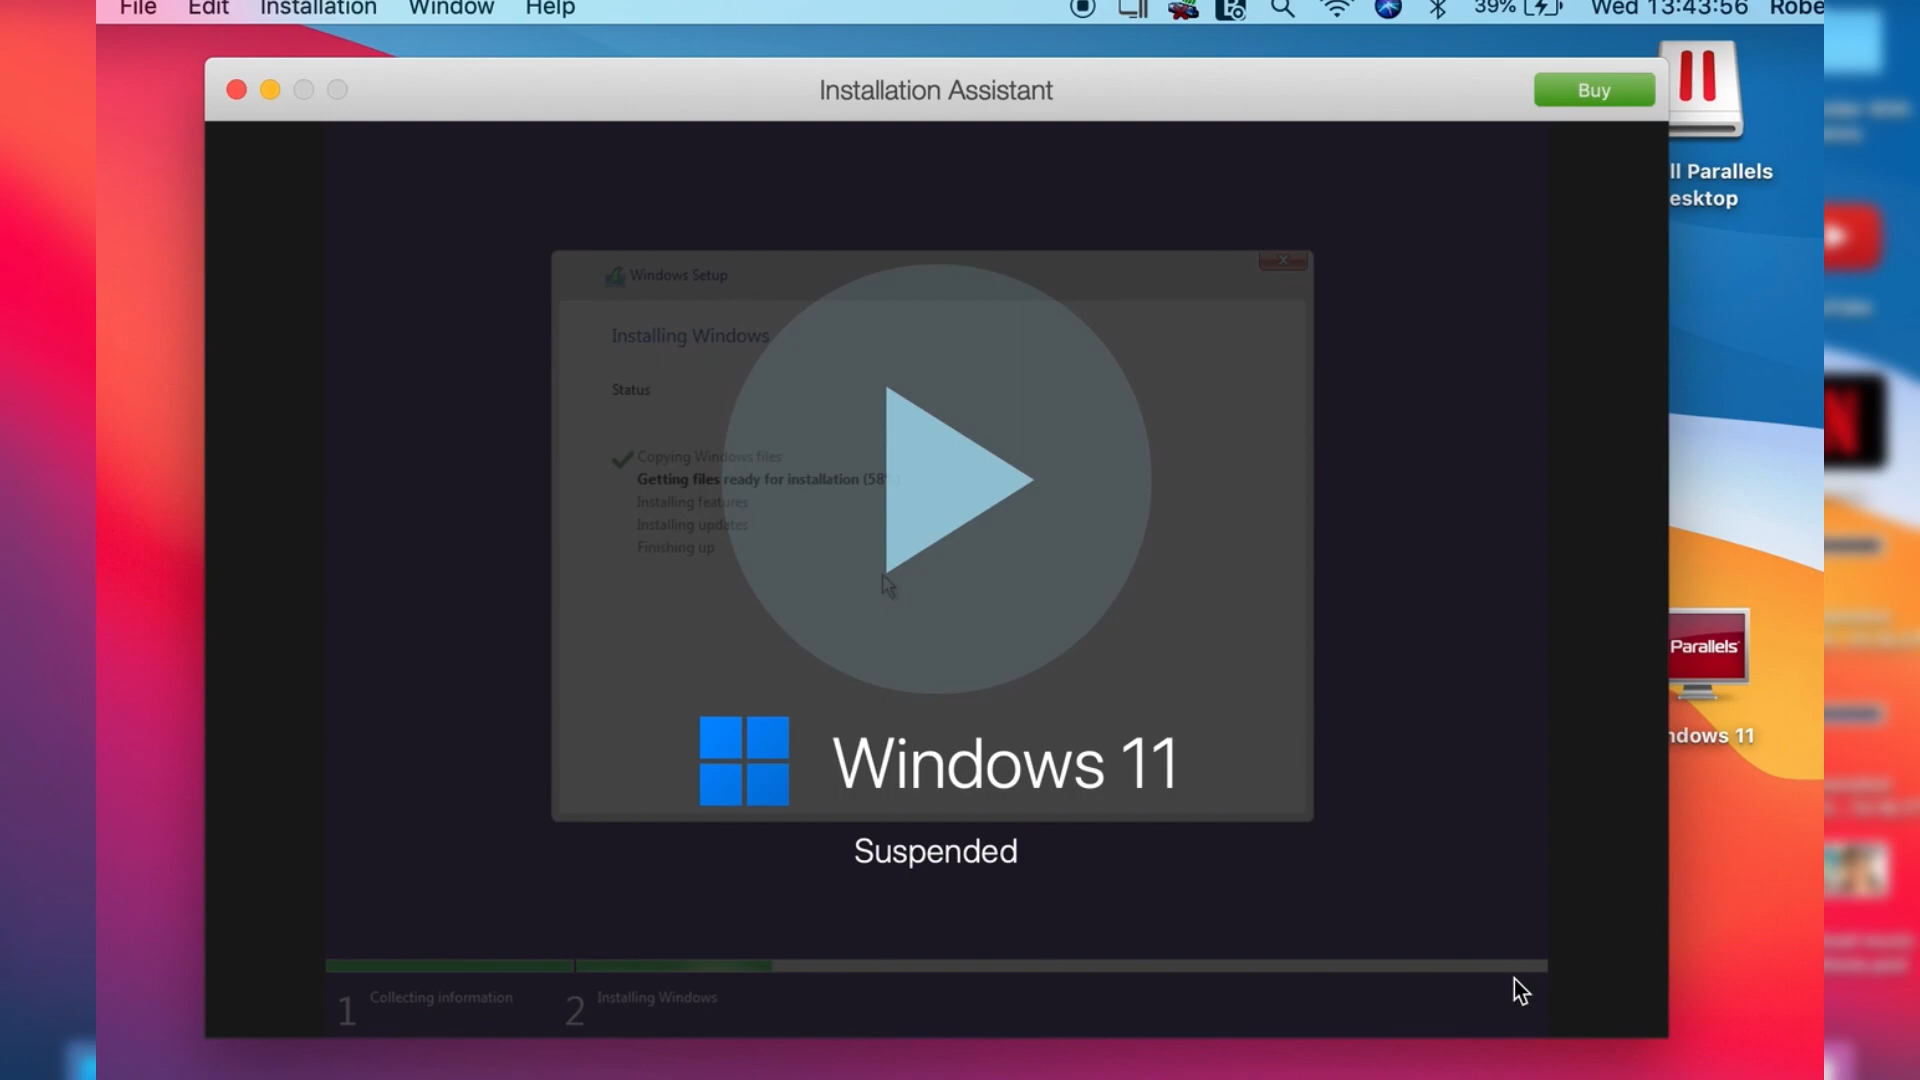 File Edit Installation Window Help
39% Wed 13:43:56 Robe
Installation Assistant
Buy
ll Parallels
esktop
Windows Setup
Installing Windows
Status
Copying Windows files
Getting files ready for installation (58%)
Installing features
Installing updates
Finishing up
Parallels
ndows 11
Windows 11
Suspended
1 Collecting information
2 Installing Windows